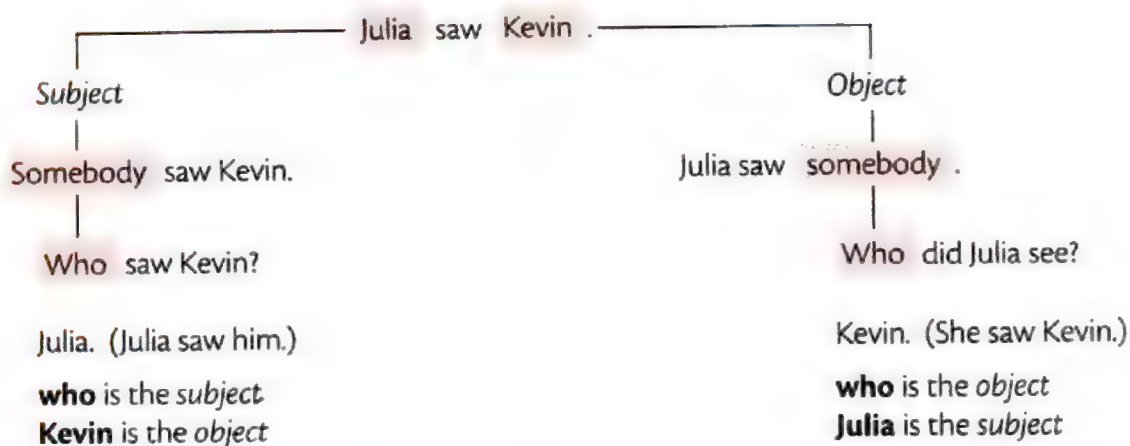 Julia saw Kevin .
Subject
Somebody saw Kevin.
Who saw Kevin?
Julia. (Julia saw him.)
who is the subject
Kevin is the object
Object
Julia saw somebody .
Who did Julia see?
Kevin. (She saw Kevin.)
who is the object
Julia is the subject